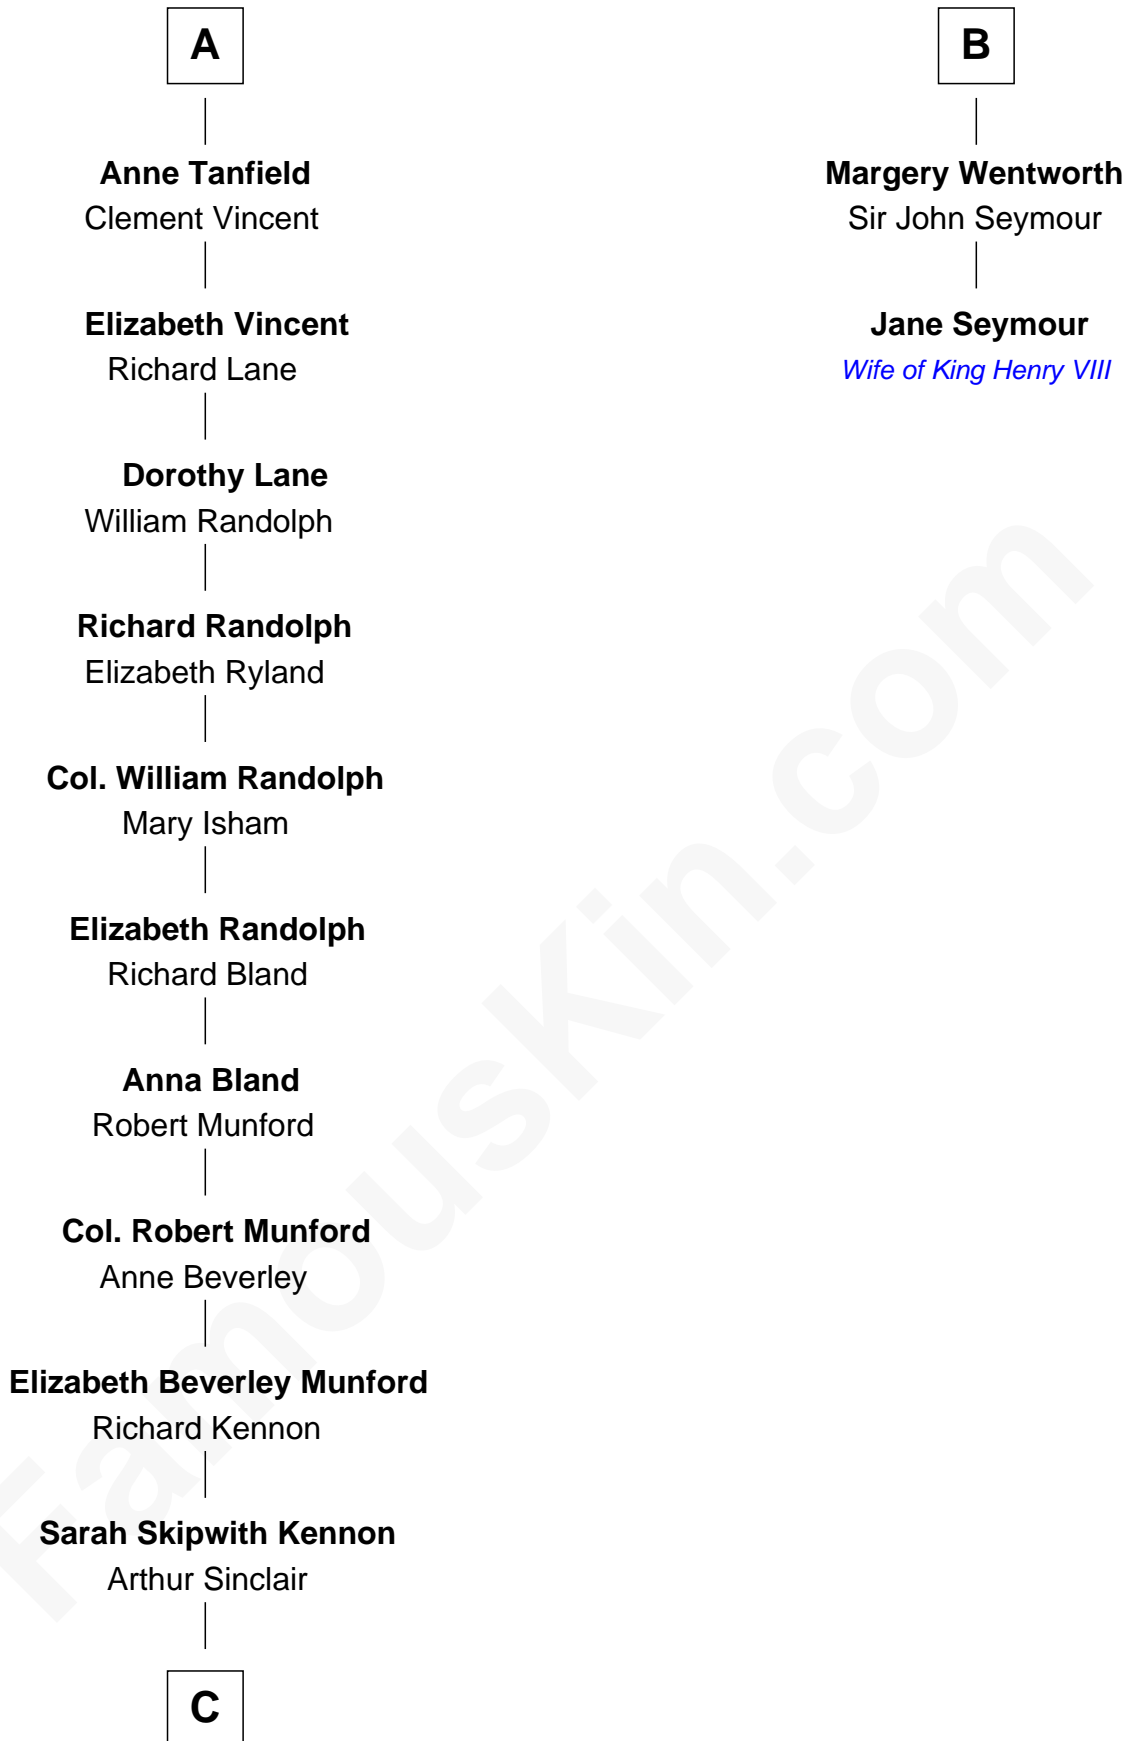 A
Anne Tanfield
Clement Vincent
Elizabeth Vincent
Richard Lane
Dorothy Lane
William Randolph
Richard Randolph
Elizabeth Ryland
Col. William Randolph
Mary Isham
Elizabeth Randolph
Richard Bland
Anna Bland
Robert Munford
Col. Robert Munford
Anne Beverley
Elizabeth Beverley Munford
Richard Kennon
Sarah Skipwith Kennon
Arthur Sinclair
C
B
Margery Wentworth
Sir John Seymour
Jane Seymour
Wife of King Henry VIII
FamousKin.com